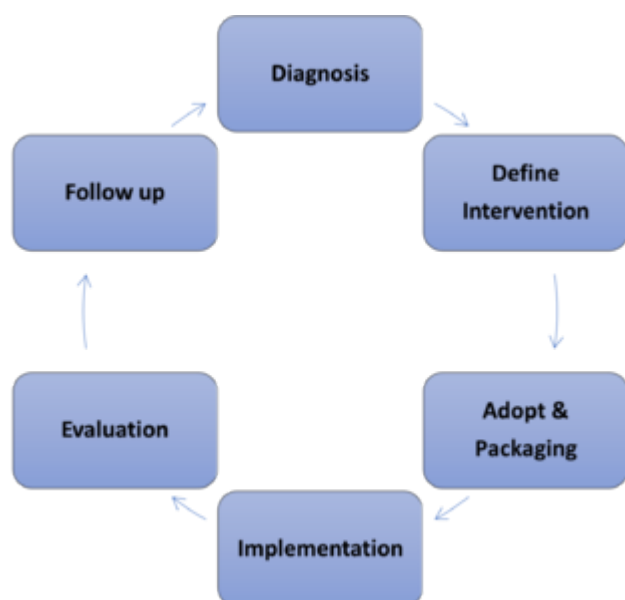 Diagnosis
Define
Intervention
Adopt &
Packaging
Implementation
Evaluation
Follow up